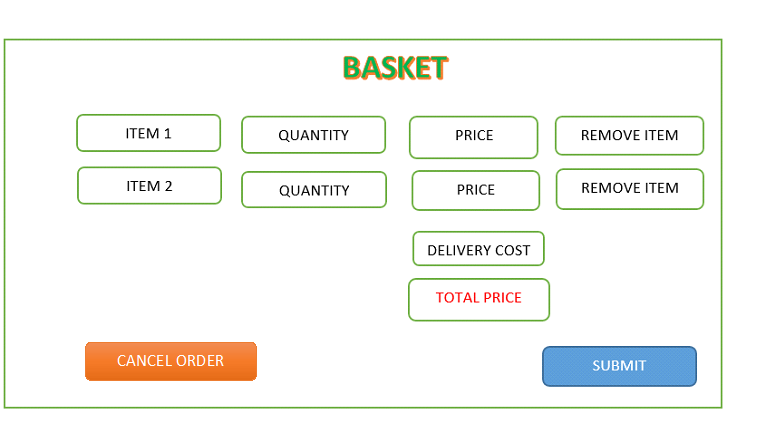 BASKET
ITEM 1 QUANTITY PRICE REMOVE ITEM
ITEM 2 QUANTITY PRICE REMOVE ITEM
DELIVERY COST
TOTAL PRICE
CANCEL ORDER SUBMIT